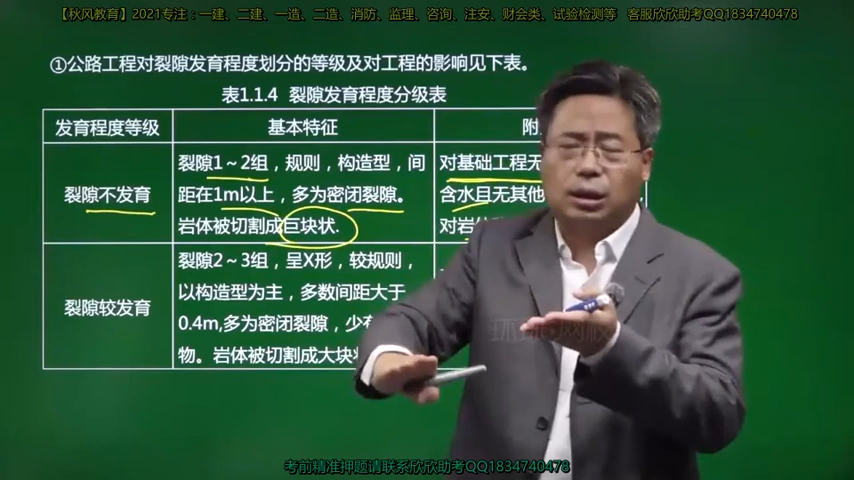 【秋风教育】2021专注：一建、二建、一造、二造、消防、监理、咨询、注安、财会类、试验检测等 客服欣欣助考QQ1834740478
①公路工程对裂隙发育程度划分的等级及对工程的影响见下表。
表1.1.4 裂隙发育程度分级表
发育程度等级 基本特征 附
裂隙不发育
裂隙1～2组，规则，构造型，间
距在1m以上，多为密闭裂隙。
岩体被切割成巨块状.
对基础工程无
含水且无其他
对岩
裂隙较发育
裂隙2～3组，呈X形，较规则，
以构造型为主，多数间距大于
0.4m,多为密闭裂隙，少有
物。岩体被切割成大块
考前精准押题请联系欣欣助考QQ1834740478